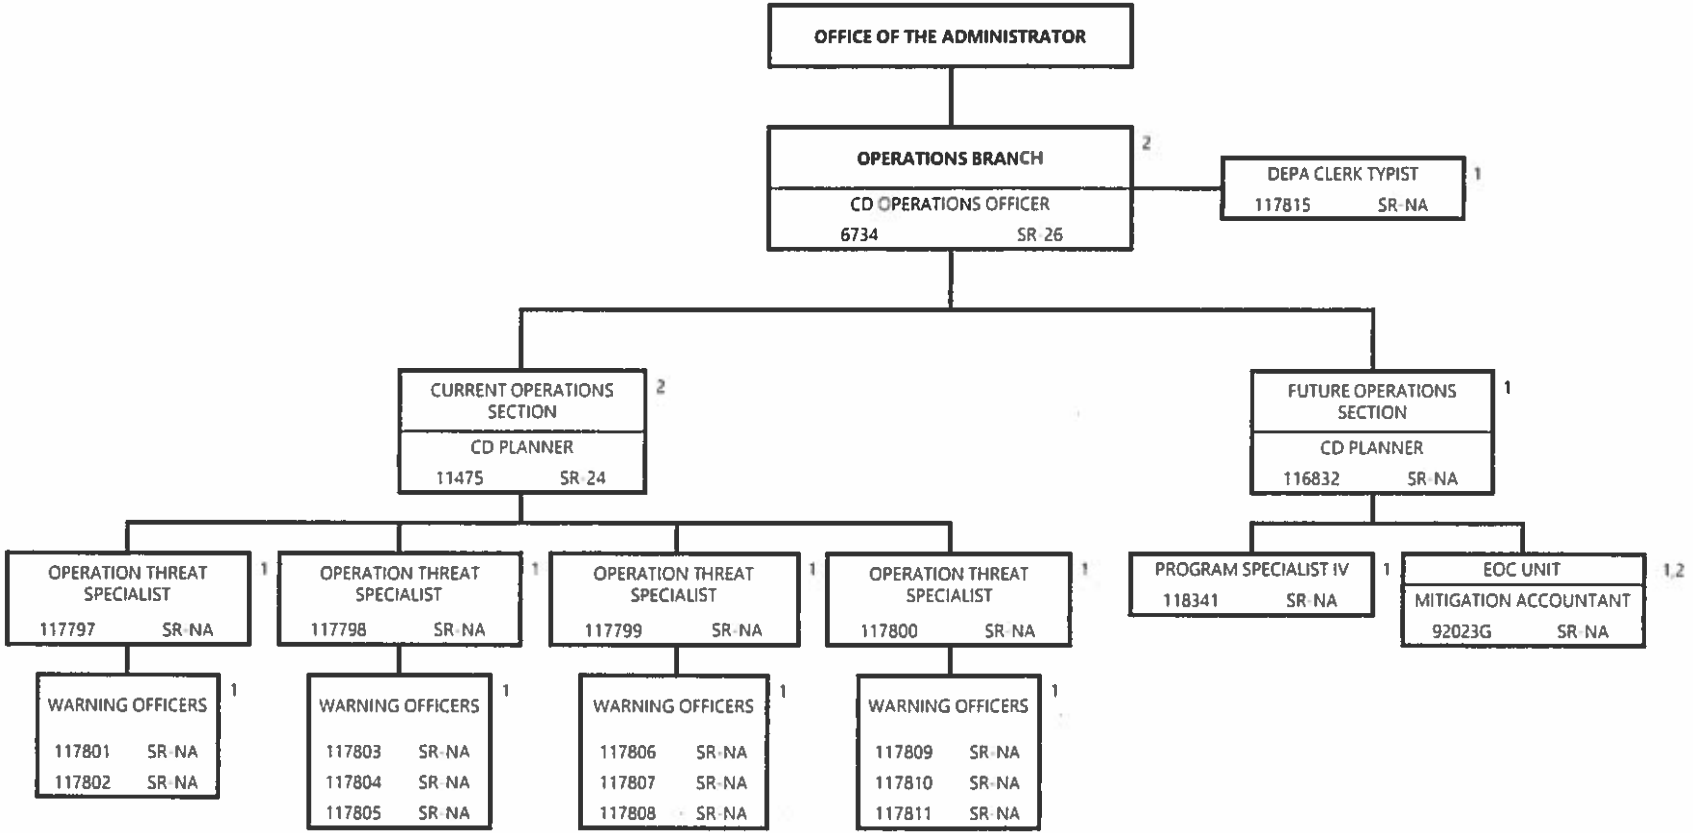 OFFICE OF THE ADMINISTRATOR
OPERATIONS BRANCH
2
CD OPERATIONS OFFICER
6734 SR-26
DEPA CLERK TYPIST
1
117815 SR-NA
CURRENT OPERATIONS
SECTION
2
CD PLANNER
11475 SR-24
FUTURE OPERATIONS
SECTION
1
CD PLANNER
116832 SR-NA
OPERATION THREAT
SPECIALIST
1
117797 SR-NA
OPERATION THREAT
SPECIALIST
1
117798 SR-NA
OPERATION THREAT
SPECIALIST
1
117799 SR-NA
OPERATION THREAT
SPECIALIST
1
117800 SR-NA
PROGRAM SPECIALIST IV
1
118341 SR-NA
EOC UNIT
1,2
MITIGATION ACCOUNTANT
92023G SR-NA
WARNING OFFICERS
1
117801 SR-NA
117802 SR-NA
WARNING OFFICERS
1
117803 SR-NA
117804 SR-NA
117805 SR-NA
WARNING OFFICERS
1
117806 SR-NA
117807 SR-NA
117808 SR-NA
WARNING OFFICERS
1
117809 SR-NA
117810 SR-NA
117811 SR-NA